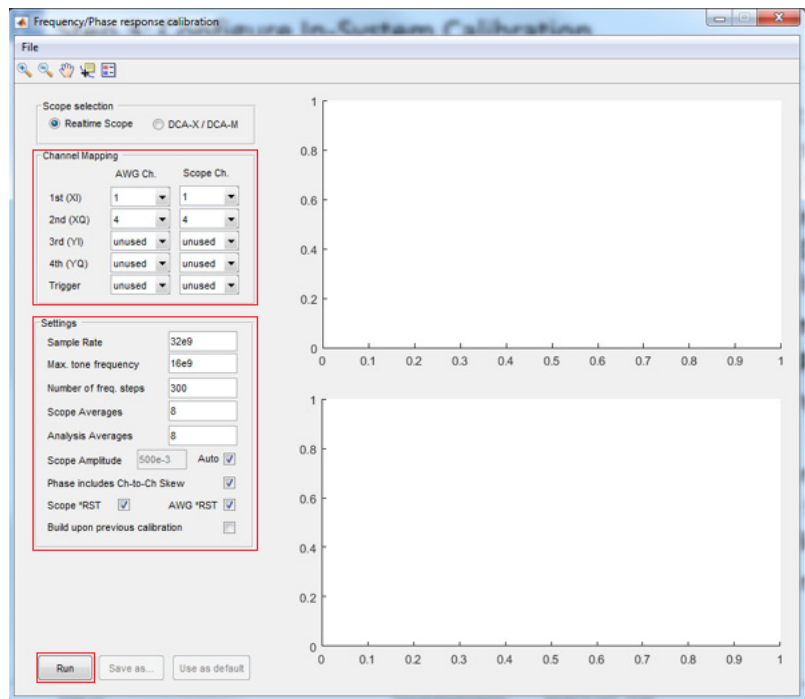 Frequency/Phase response calibration
File
Scope selection
Realtime Scope DCA-X / DCA-M
Channel Mapping
AWG Ch. Scope Ch.
1st (XI) 1 1
2nd (XQ) 4 4
3rd (YI) unused unused
4th (YQ) unused unused
Trigger unused unused
Settings
Sample Rate 32e9
Max. tone frequency 16e9
Number of freq. steps 300
Scope Averages 8
Analysis Averages 8
Scope Amplitude 500e-3 Auto
Phase includes Ch-to-Ch Skew
Scope *RST AWG *RST
Build upon previous calibration
Run Save as... Use as default
1
0.8
0.6
0.4
0.2
0
0 0.1 0.2 0.3 0.4 0.5 0.6 0.7 0.8 0.9 1
1
0.8
0.6
0.4
0.2
0
0 0.1 0.2 0.3 0.4 0.5 0.6 0.7 0.8 0.9 1